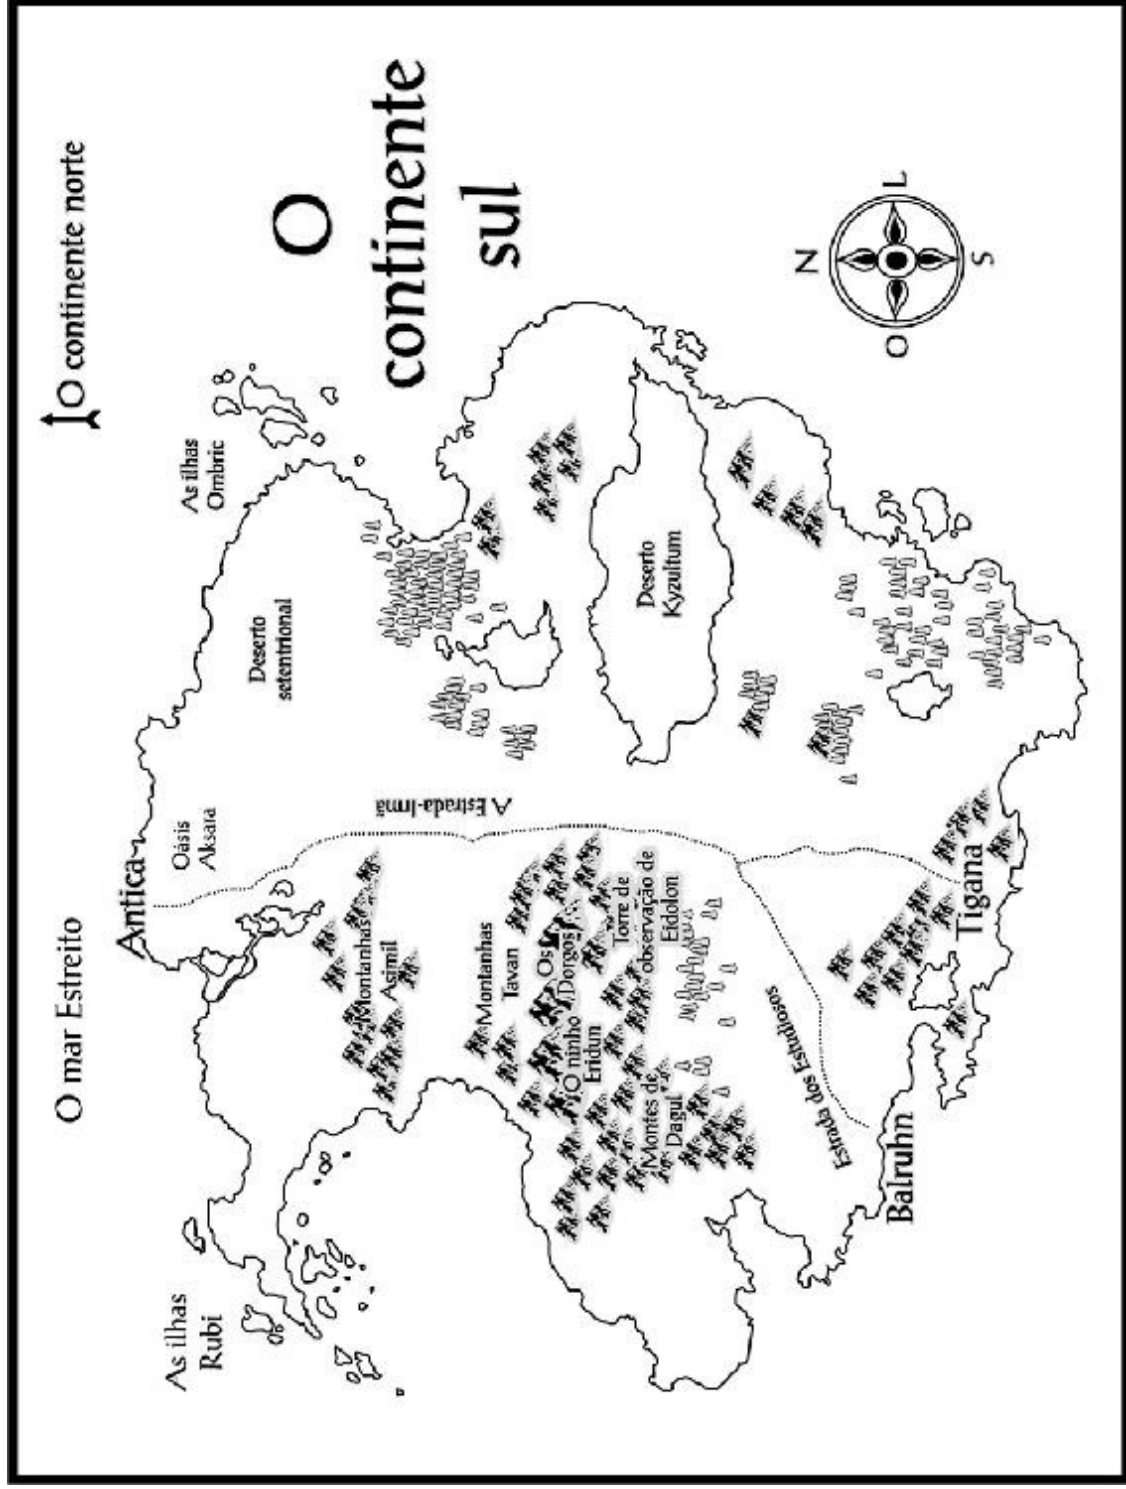 O mar Estreito
O continente norte
Antica
Oásis
Aksara
As ilhas
Ombric
As ilhas
Rubi
Deserto
setentrional
O
continente
sul
A Estrada-Irmã
Montanhas
Asimil
Montanhas
Tavan
Os
Dorgos
O ninho
Eridun
Torre de
observação de
Eidolon
Montes de
Dagul
Deserto
Kyzultum
Estrada dos Estudiosos
Balruhn
Tigana
N
O
L
S